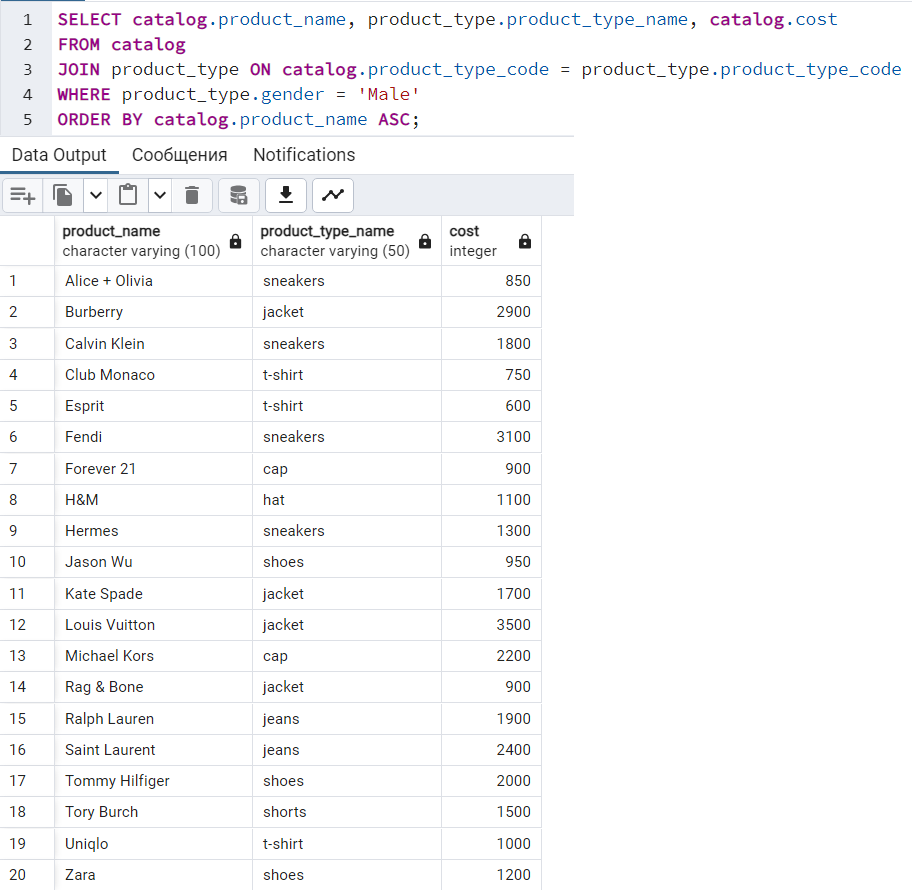 1 SELECT catalog.product_name, product_type.product_type_name, catalog.cost
2 FROM catalog
3 JOIN product_type ON catalog.product_type_code = product_type.product_type_code
4 WHERE product_type.gender = 'Male'
5 ORDER BY catalog.product_name ASC;
Data Output Сообщения Notifications
product_name product_type_name cost
character varying (100) character varying (50) integer
1 Alice + Olivia sneakers 850
2 Burberry jacket 2900
3 Calvin Klein sneakers 1800
4 Club Monaco t-shirt 750
5 Esprit t-shirt 600
6 Fendi sneakers 3100
7 Forever 21 cap 900
8 H&M hat 1100
9 Hermes sneakers 1300
10 Jason Wu shoes 950
11 Kate Spade jacket 1700
12 Louis Vuitton jacket 3500
13 Michael Kors cap 2200
14 Rag & Bone jacket 900
15 Ralph Lauren jeans 1900
16 Saint Laurent jeans 2400
17 Tommy Hilfiger shoes 2000
18 Tory Burch shorts 1500
19 Uniqlo t-shirt 1000
20 Zara shoes 1200